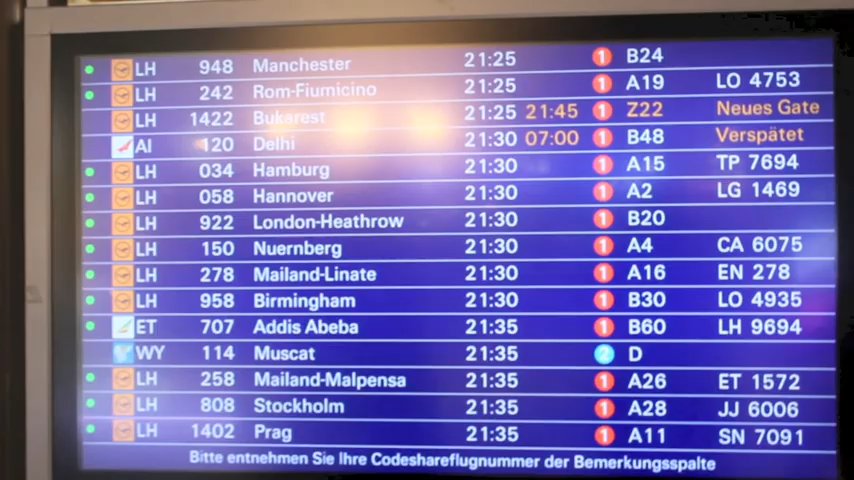 LH 948 Manchester 21:25 1 B24
LH 242 Rom-Fiumicino 21:25 1 A19 LO 4753
LH 1422 Bukarest 21:25 21:45 1 Z22 Neues Gate
AI 120 Delhi 21:30 07:00 1 B48 Verspätet
LH 034 Hamburg 21:30 1 A15 TP 7694
LH 058 Hannover 21:30 1 A2 LG 1469
LH 922 London-Heathrow 21:30 1 B20
LH 150 Nuernberg 21:30 1 A4 CA 6075
LH 278 Mailand-Linate 21:30 1 A16 EN 278
LH 958 Birmingham 21:30 1 B30 LO 4935
ET 707 Addis Abeba 21:35 1 B60 LH 9694
WY 114 Muscat 21:35 2 D
LH 258 Mailand-Malpensa 21:35 1 A26 ET 1572
LH 808 Stockholm 21:35 1 A28 JJ 6006
LH 1402 Prag 21:35 1 A11 SN 7091
Bitte entnehmen Sie Ihre Codeshareflugnummer der Bemerkungsspalte